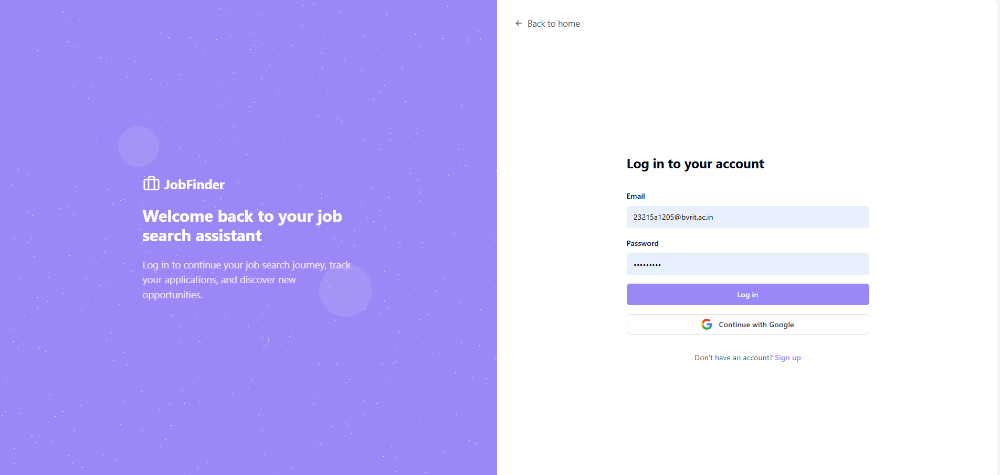 JobFinder
Welcome back to your job
search assistant
Log in to continue your job search journey, track
your applications, and discover new
opportunities.
Back to home
Log in to your account
Email
23215a1205@bvrit.ac.in
Password
•••••••••
Log in
Continue with Google
Don't have an account? Sign up